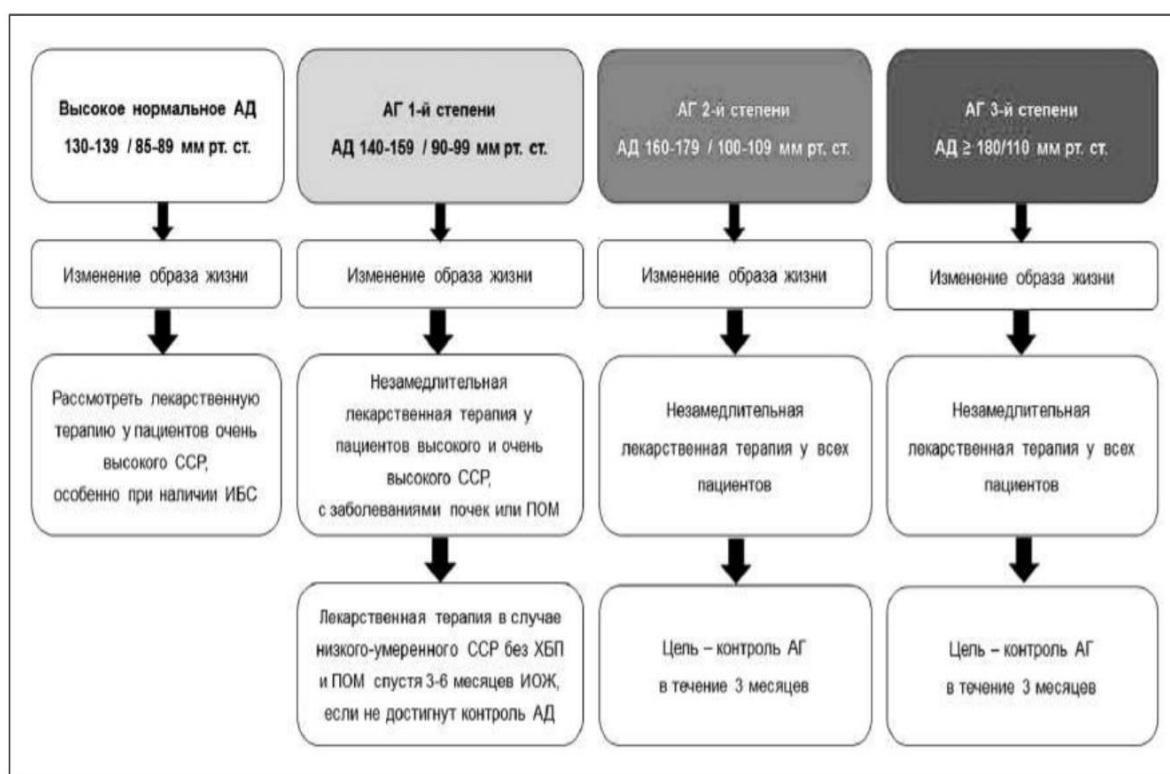 Высокое нормальное АД
130-139 / 85-89 мм рт. ст.
АГ 1-й степени
АД 140-159 / 90-99 мм рт. ст.
АГ 2-й степени
АД 160-179 / 100-109 мм рт. ст.
АГ 3-й степени
АД ≥ 180/110 мм рт. ст.
Изменение образа жизни
Изменение образа жизни
Изменение образа жизни
Изменение образа жизни
Рассмотреть лекарственную
терапию у пациентов очень
высокого ССР,
особенно при наличии ИБС
Незамедлительная
лекарственная терапия у
пациентов высокого и очень
высокого ССР,
с заболеваниями почек или ПОМ
Незамедлительная
лекарственная терапия у всех
пациентов
Незамедлительная
лекарственная терапия у всех
пациентов
Лекарственная терапия в случае
низкого-умеренного ССР без ХБП
и ПОМ спустя 3-6 месяцев ИОЖ,
если не достигнут контроль АД
Цель – контроль АГ
в течение 3 месяцев
Цель – контроль АГ
в течение 3 месяцев